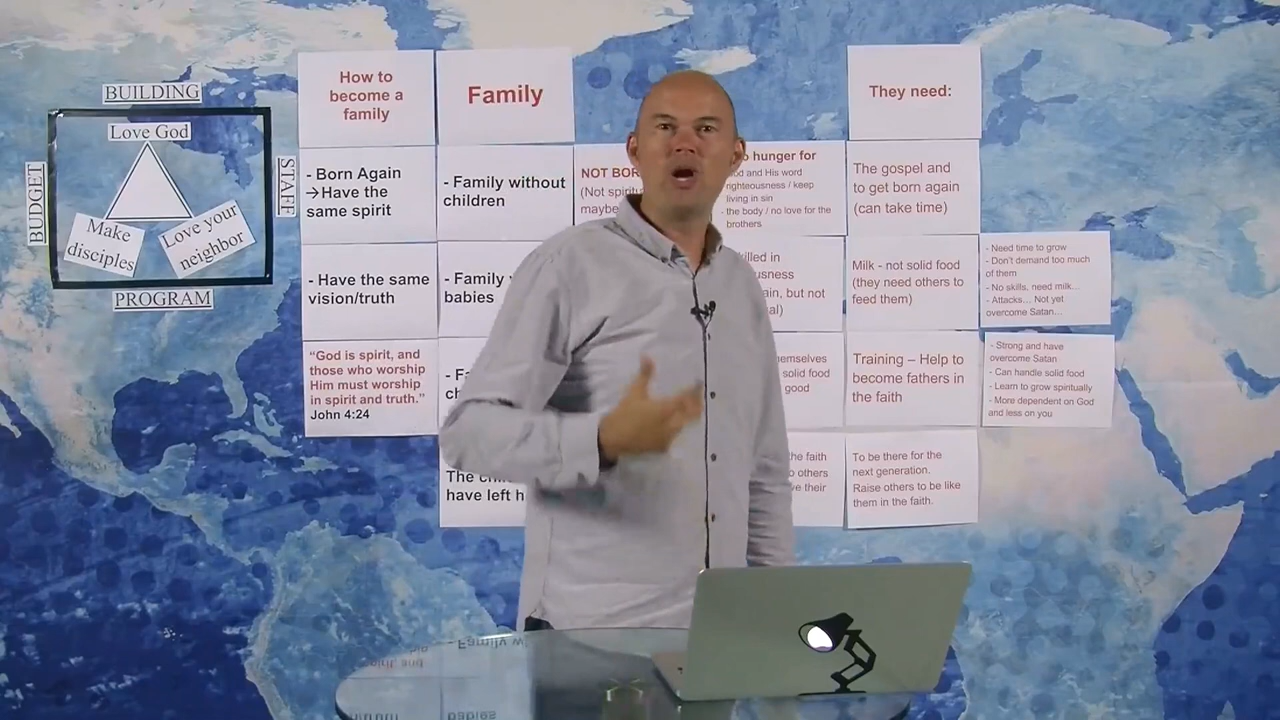 BUILDING
Love God
BUDGET
STAFF
Make
disciples
Love your
neighbor
PROGRAM
How to
become a
family
Family
They need:
- Born Again
→Have the
same spirit
- Family without
children
NOT
(Not
maybe
hunger for
and His word
righteousness / keep
living in sin
- the body / no love for the
brothers
The gospel and
to get born again
(can take time)
- Have the same
vision/truth
- Family
babies
in
but not
Milk - not solid food
(they need others to
feed them)
- Need time to grow
- Don't demand too much
of them
- No skills, need milk...
- Attacks... Not yet
overcome Satan...
"God is spirit, and
those who worship
Him must worship
in spirit and truth."
John 4:24
solid food
good
Training – Help to
become fathers in
the faith
- Strong and have
overcome Satan
- Can handle solid food
- Learn to grow spiritually
- More dependent on God
and less on you
The
have left
the faith
others
their
To be there for the
next generation.
Raise others to be like
them in the faith.